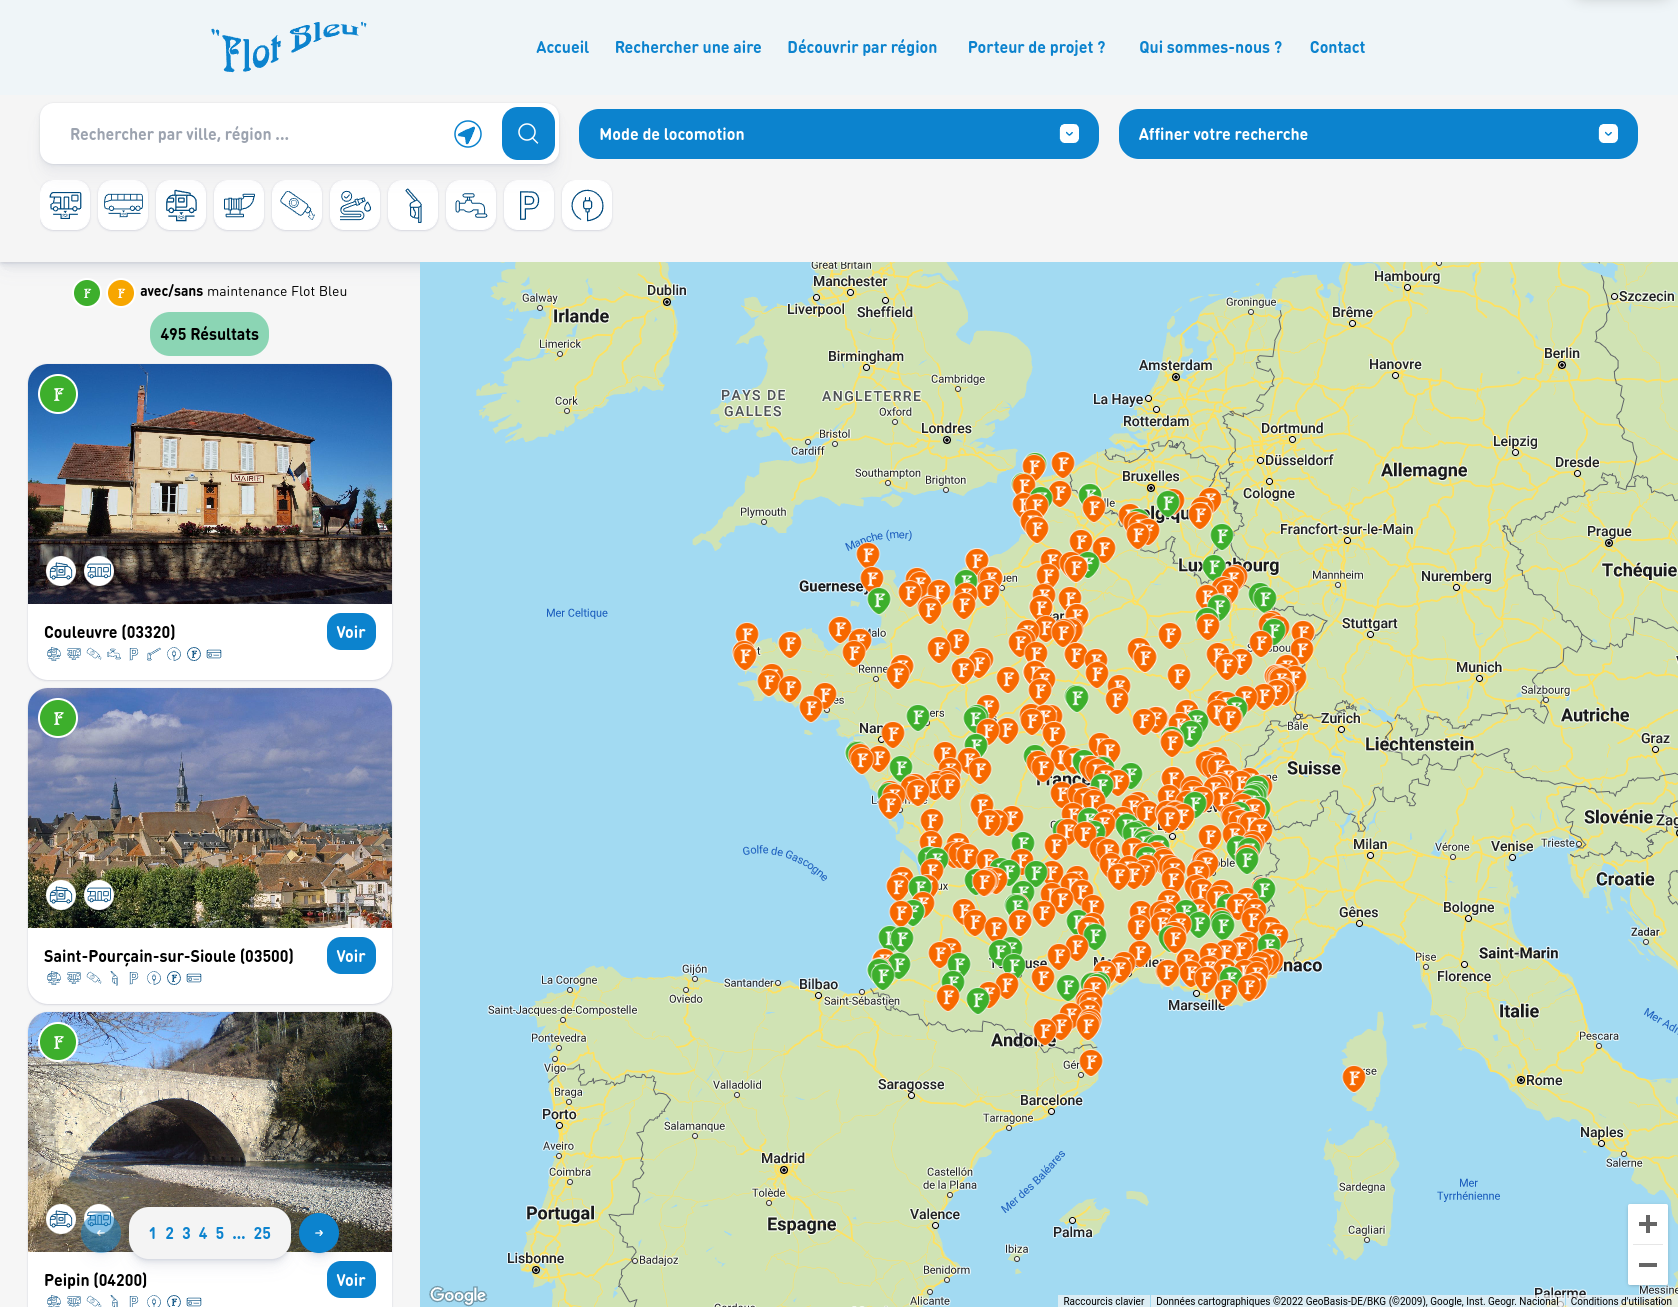 "Flot Bleu"
Accueil
Rechercher une aire
Découvrir par région
Porteur de projet ?
Qui sommes-nous ?
Contact
Rechercher par ville, région ...
Mode de locomotion
Affiner votre recherche
avec/sans maintenance Flot Bleu
495 Résultats
MAIRIE
Couleuvre (03320)
Voir
Saint-Pourçain-sur-Sioule (03500)
Voir
1 2 3 4 5 ... 25
Peipin (04200)
Voir
Great Britain
Manchester
Hambourg
Dublin
Galway
Irlande
Liverpool
Sheffield
Groningue
Brême
Szczecin
Limerick
Birmingham
Amsterdam
Hanovre
Berlin
Cambridge
PAYS DE
GALLES
ANGLETERRE
La Haye
Cork
Oxford
Rotterdam
Londres
Bristol
Cardiff
Dortmund
Leipzig
Düsseldorf
Allemagne
Dresde
Southampton
Brighton
Bruxelles
Cologne
Plymouth
Manche (mer)
Francfort-sur-le-Main
Prague
Guernesey
Luxembourg
Mannheim
Nuremberg
Tchéquie
Mer Celtique
Stuttgart
Munich
Salzbourg
Zurich
Bâle
Autriche
Liechtenstein
Graz
Suisse
France
Slovénie
Zag
Milan
Vérone
Venise
Trieste
Golfe de Gascogne
Croatie
Gênes
Bologne
Zadar
Saint-Marin
Pise
Florence
La Corogne
Gijón
Oviedo
Santander
Bilbao
Saint-Sébastien
Saint-Jacques-de-Compostelle
Marseille
Italie
Mer Adr
Andorre
Pontevedra
Vigo
Pescara
Valladolid
Saragosse
Rome
Braga
Porto
Barcelone
Tarragone
Salamanque
Naples
Salerne
Aveiro
Coimbra
Madrid
Castellón
de la Plana
Mer des Baléares
Tolède
Sardegna
Mer
Tyrrhénienne
Portugal
Espagne
Valence
Palma
Cagliari
Lisbonne
Badajoz
Ibiza
Benidorm
Alicante
Palerme
Messine
Google
Raccourcis clavier
Données cartographiques ©2022 GeoBasis-DE/BKG (©2009), Google, Inst. Geogr. Nacional
Conditions d'utilisation